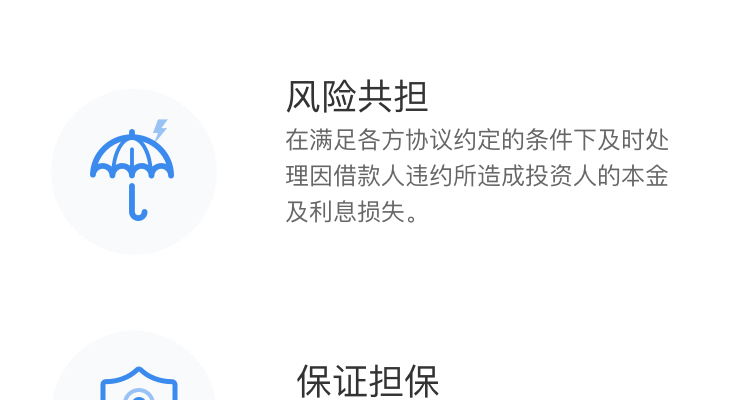 风险共担
在满足各方协议约定的条件下及时处
理因借款人违约所造成投资人的本金
及利息损失。
保证担保